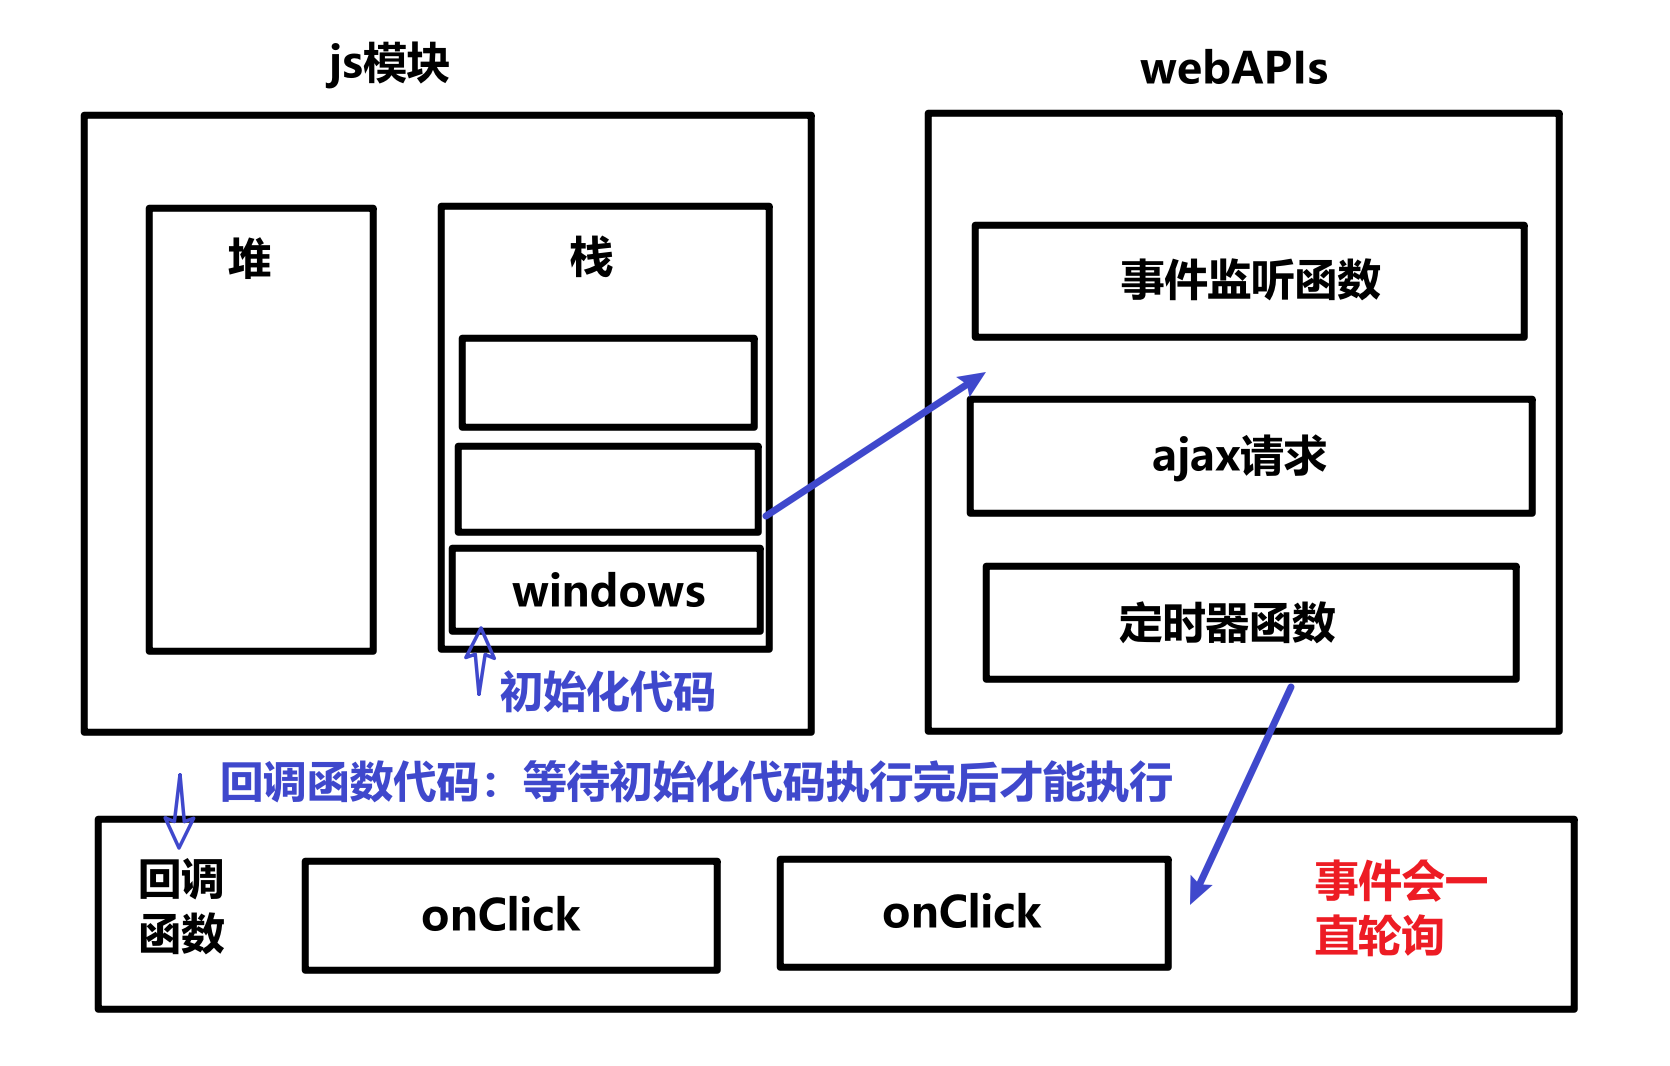 js模块
webAPIs
堆
栈
事件监听函数
ajax请求
windows
定时器函数
初始化代码
回调函数代码：等待初始化代码执行完后才能执行
回调
函数
onClick
onClick
事件会一
直轮询